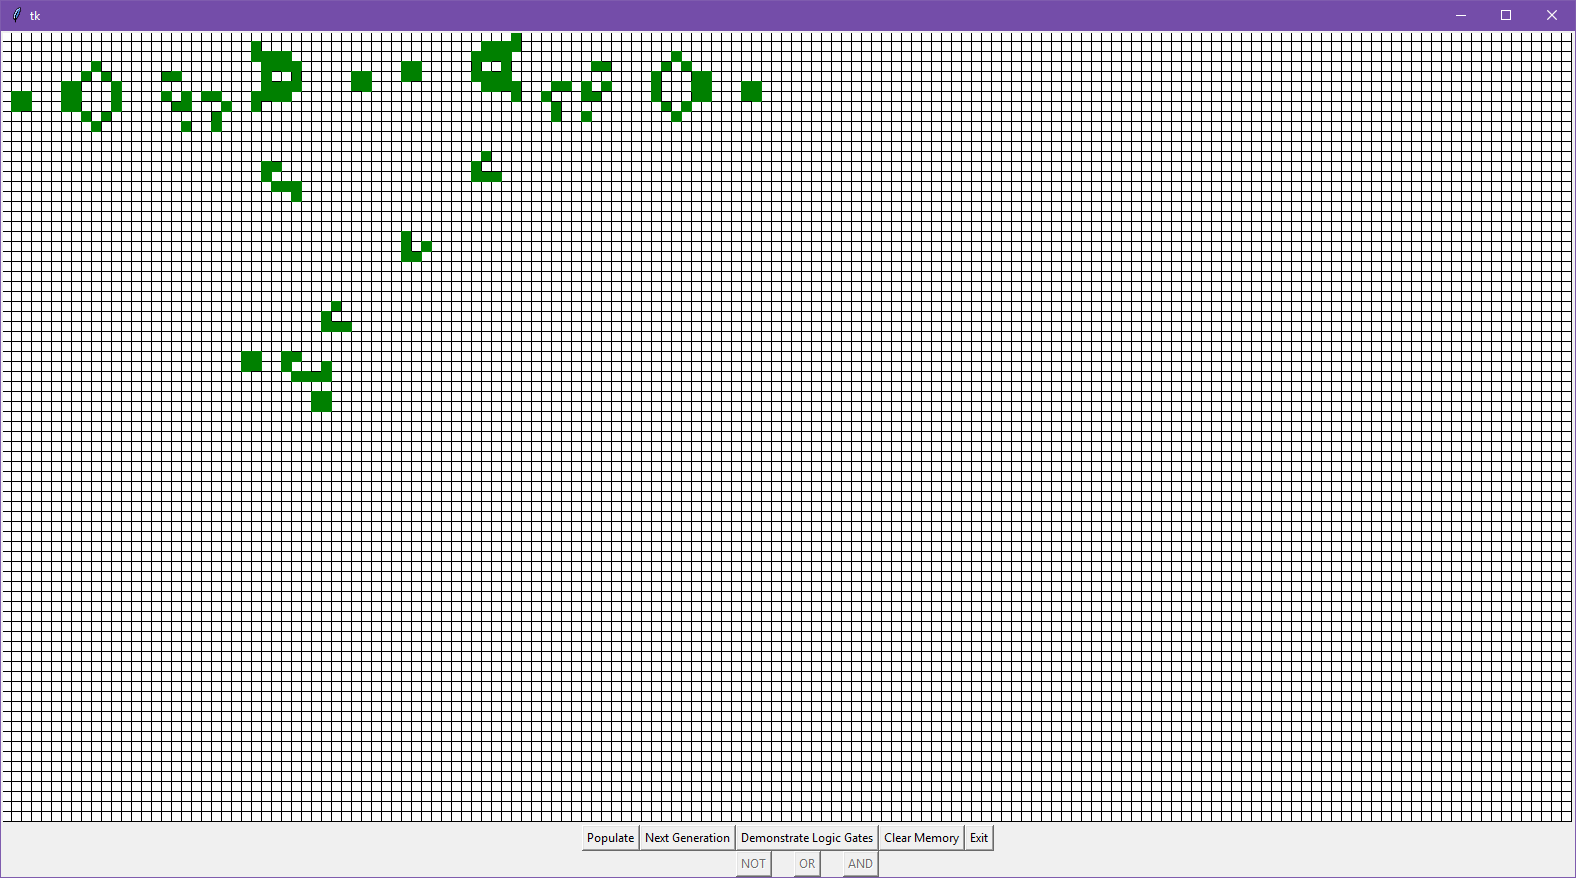 tk
Populate Next Generation Demonstrate Logic Gates Clear Memory Exit
NOT OR AND